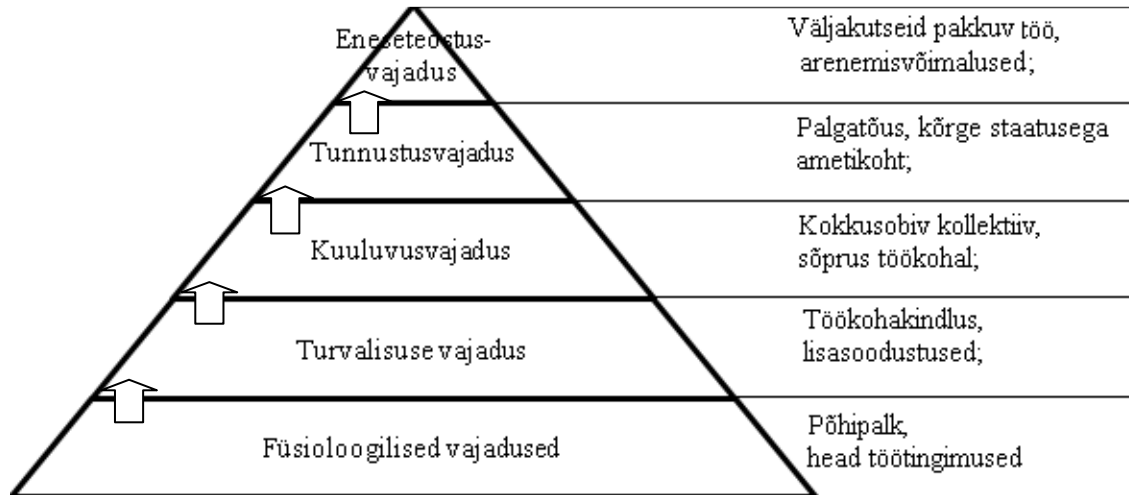 Eneseteostus-
vajadus
Väljakutseid pakkuv töö,
arenemisvõimalused;
Tunnustusvajadus
Palgatõus, kõrge staatusega
ametikoht;
Kuuluvusvajadus
Kokkusobiv kollektiiv,
sõprus töökohal;
Turvalisuse vajadus
Töökohakindlus,
lisasoodustused;
Füsioloogilised vajadused
Põhipalk,
head töötingimused